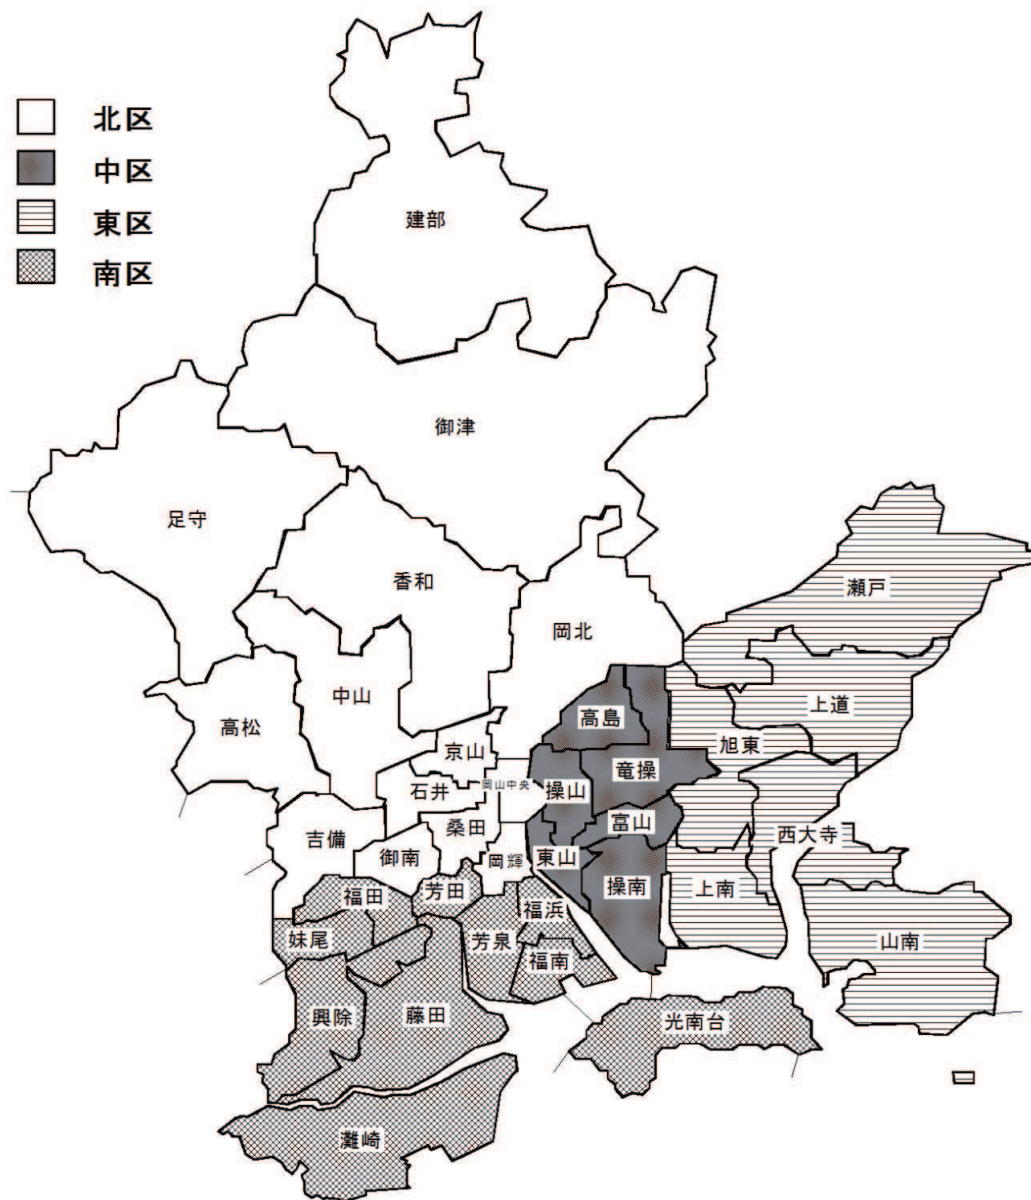 北区
中区
東区
南区
建部
御津
足守
香和
瀬戸
岡北
中山
上道
高松
高島
旭東
京山
竜操
岡山中央
操山
石井
富山
桑田
吉備
西大寺
御南
岡輝
東山
操南
上南
福田
芳田
福浜
妹尾
芳泉
山南
福南
興除
藤田
光南台
灘崎